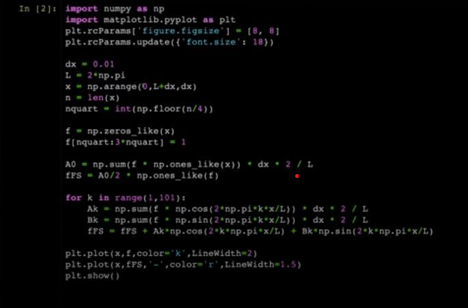 In [2]: import numpy as np
import matplotlib.pyplot as plt
plt.rcParams['figure.figsize'] = [8, 8]
plt.rcParams.update({'font.size': 18})
dx = 0.01
L = 2*np.pi
x = np.arange(0,L+dx,dx)
n = len(x)
nquart = int(np.floor(n/4))
f = np.zeros_like(x)
f[nquart:3*nquart] = 1
A0 = np.sum(f * np.ones_like(x)) * dx * 2 / L
fFS = A0/2 * np.ones_like(f)
for k in range(1,101):
Ak = np.sum(f * np.cos(2*np.pi*k*x/L)) * dx * 2 / L
Bk = np.sum(f * np.sin(2*np.pi*k*x/L)) * dx * 2 / L
fFS = fFS + Ak*np.cos(2*k*np.pi*x/L) + Bk*np.sin(2*k*np.pi*x/L)
plt.plot(x,f,color='k',LineWidth=2)
plt.plot(x,fFS,'-',color='r',LineWidth=1.5)
plt.show()